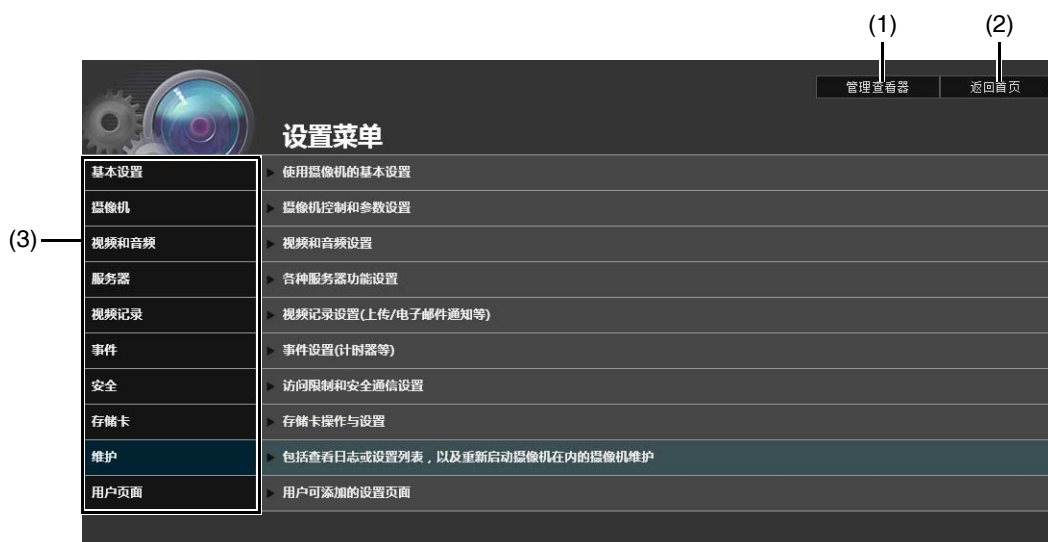 (1) (2)
管理查看器 返回首页
设置菜单
基本设置 使用摄像机的基本设置
摄像机 摄像机控制和参数设置
(3) 视频和音频 视频和音频设置
服务器 各种服务器功能设置
视频记录 视频记录设置(上传/电子邮件通知等)
事件 事件设置(计时器等)
安全 访问限制和安全通信设置
存储卡 存储卡操作与设置
维护 包括查看日志或设置列表，以及重新启动摄像机在内的摄像机维护
用户页面 用户可添加的设置页面